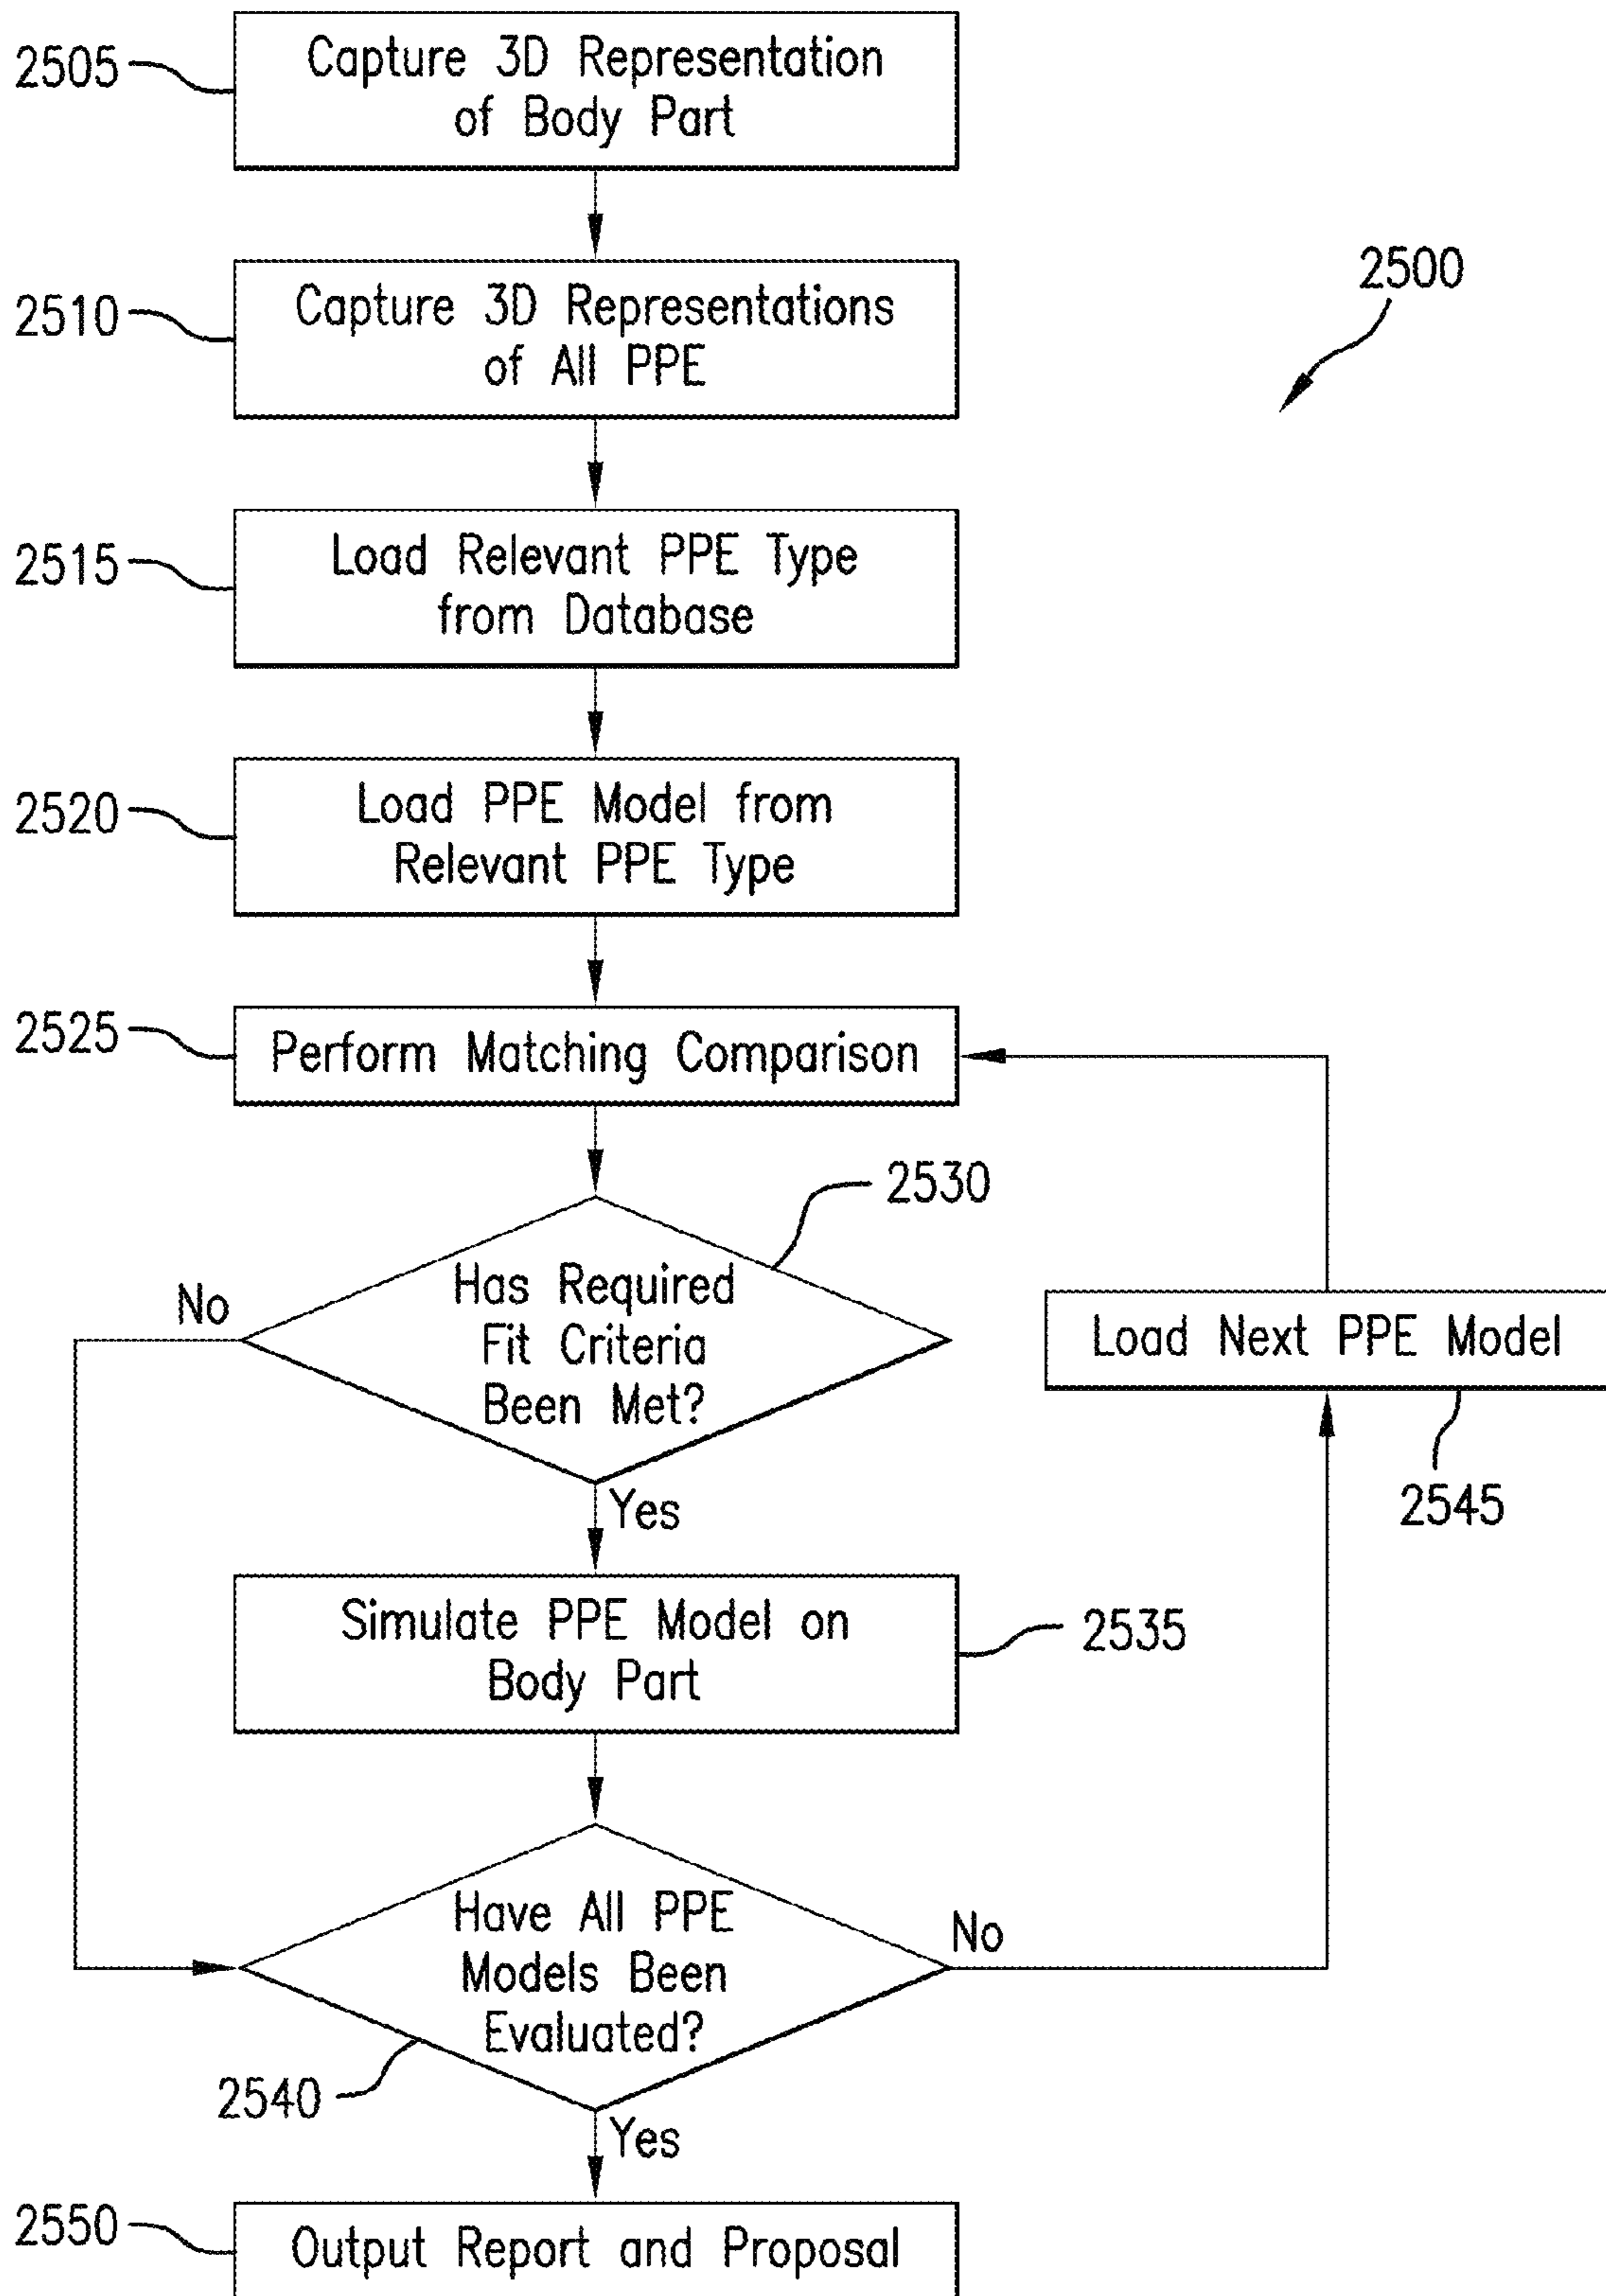 2505
Capture 3D Representation
of Body Part
2500
2510
Capture 3D Representations
of All PPE
2515
Load Relevant PPE Type
from Database
2520
Load PPE Model from
Relevant PPE Type
2525
Perform Matching Comparison
2530
Has Required
Fit Criteria
Been Met?
No
Yes
Load Next PPE Model
2545
Simulate PPE Model on
Body Part
2535
Have All PPE
Models Been
Evaluated?
No
2540
Yes
2550
Output Report and Proposal